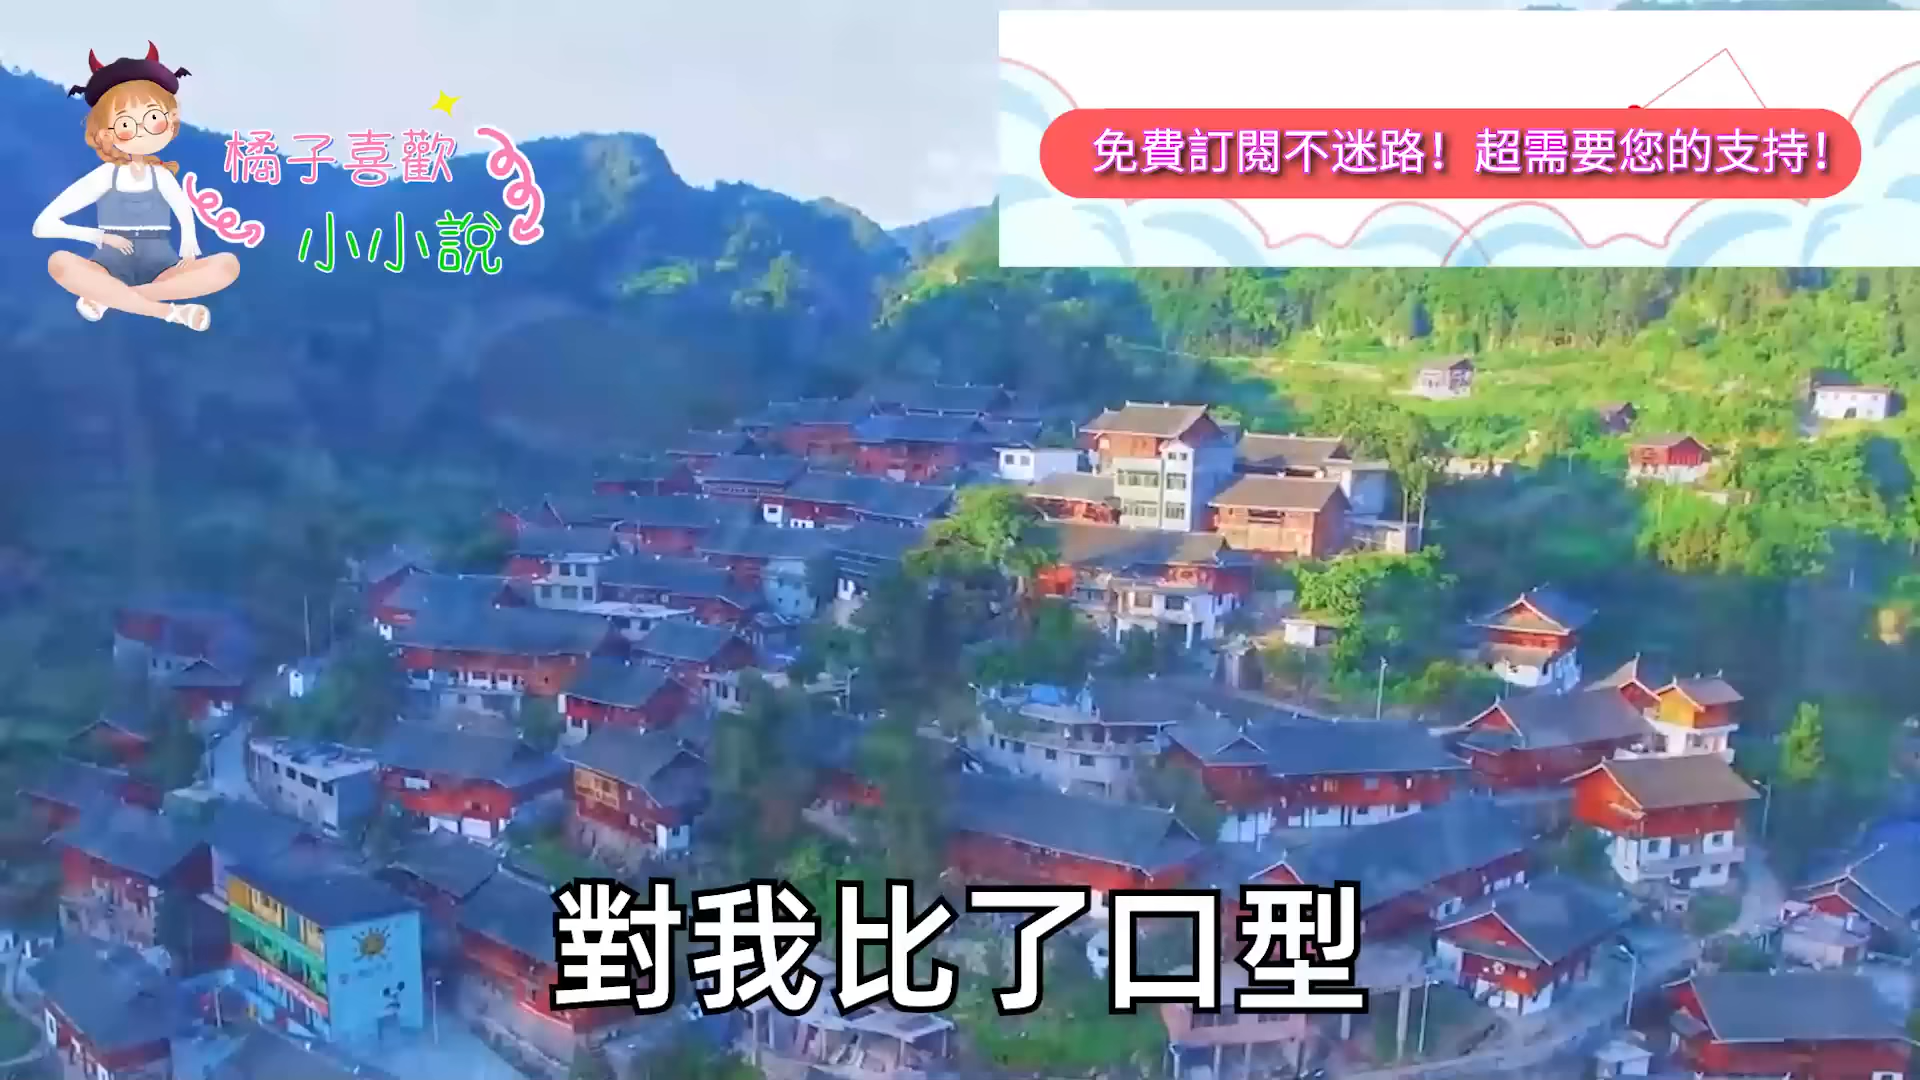 橘子喜歡
小小說
免費訂閱不迷路！超需要您的支持！
對我比了口型